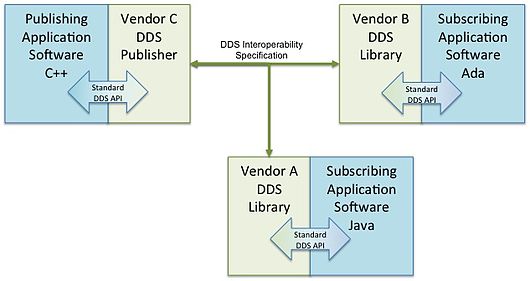 Publishing
Application
Software
C++
Standard
DDS API
Vendor C
DDS
Publisher
DDS Interoperability
Specification
Vendor B
DDS
Library
Standard
DDS API
Subscribing
Application
Software
Ada
Vendor A
DDS
Library
Standard
DDS API
Subscribing
Application
Software
Java